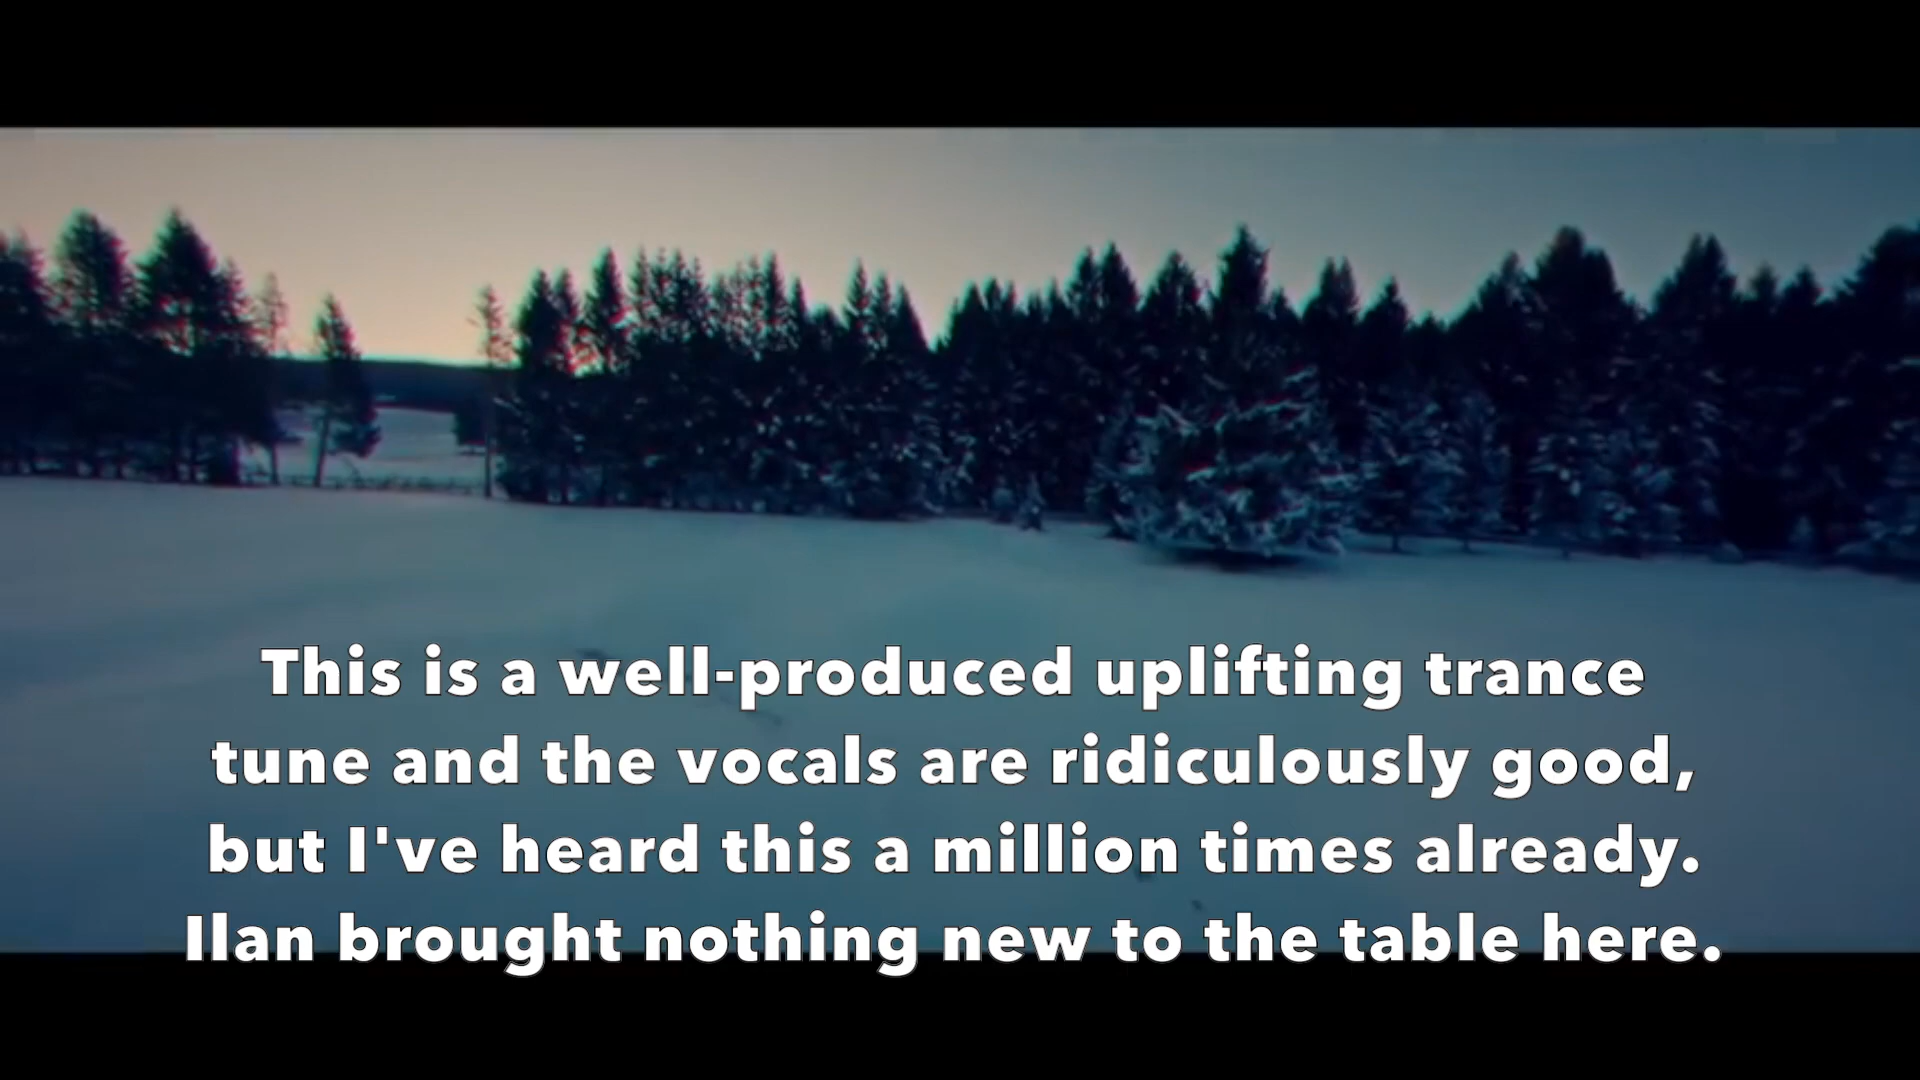 This is a well-produced uplifting trance
tune and the vocals are ridiculously good,
but I've heard this a million times already.
Ilan brought nothing new to the table here.